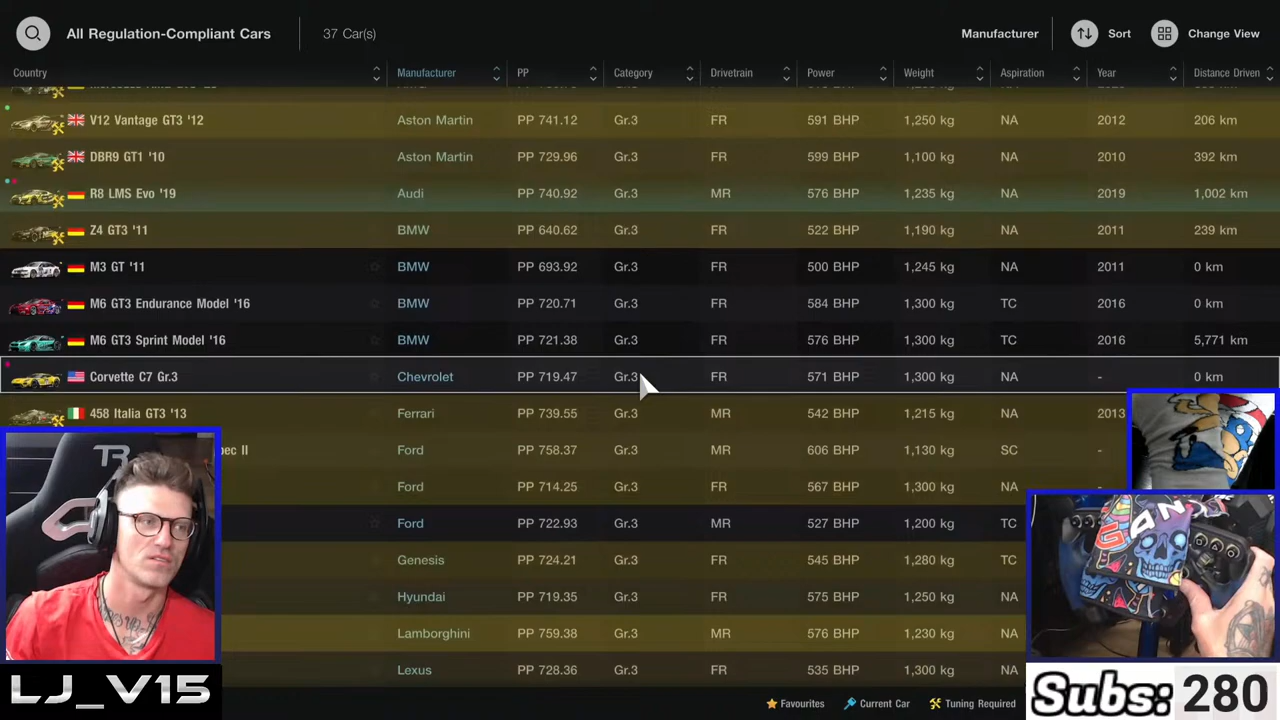 All Regulation-Compliant Cars 37 Car(s) Manufacturer Sort Change View
Country Manufacturer PP Category Drivetrain Power Weight Aspiration Year Distance Driven
V12 Vantage GT3 '12 Aston Martin PP 741.12 Gr.3 FR 591 BHP 1,250 kg NA 2012 206 km
DBR9 GT1 '10 Aston Martin PP 729.96 Gr.3 FR 599 BHP 1,100 kg NA 2010 392 km
R8 LMS Evo '19 Audi PP 740.92 Gr.3 MR 576 BHP 1,235 kg NA 2019 1,002 km
Z4 GT3 '11 BMW PP 640.62 Gr.3 FR 522 BHP 1,190 kg NA 2011 239 km
M3 GT '11 BMW PP 693.92 Gr.3 FR 500 BHP 1,245 kg NA 2011 0 km
M6 GT3 Endurance Model '16 BMW PP 720.71 Gr.3 FR 584 BHP 1,300 kg TC 2016 0 km
M6 GT3 Sprint Model '16 BMW PP 721.38 Gr.3 FR 576 BHP 1,300 kg TC 2016 5,771 km
Corvette C7 Gr.3 Chevrolet PP 719.47 Gr.3 FR 571 BHP 1,300 kg NA - 0 km
458 Italia GT3 '13 Ferrari PP 739.55 Gr.3 MR 542 BHP 1,215 kg NA 2013
pec II Ford PP 758.37 Gr.3 MR 606 BHP 1,130 kg SC -
Ford PP 714.25 Gr.3 FR 567 BHP 1,300 kg NA
Ford PP 722.93 Gr.3 MR 527 BHP 1,200 kg TC
Genesis PP 724.21 Gr.3 FR 545 BHP 1,280 kg TC
Hyundai PP 719.35 Gr.3 FR 575 BHP 1,250 kg NA
Lamborghini PP 759.38 Gr.3 MR 576 BHP 1,230 kg NA
Lexus PP 728.36 Gr.3 FR 535 BHP 1,300 kg NA
Favourites Current Car Tuning Required
LJ_V15
Subs: 280